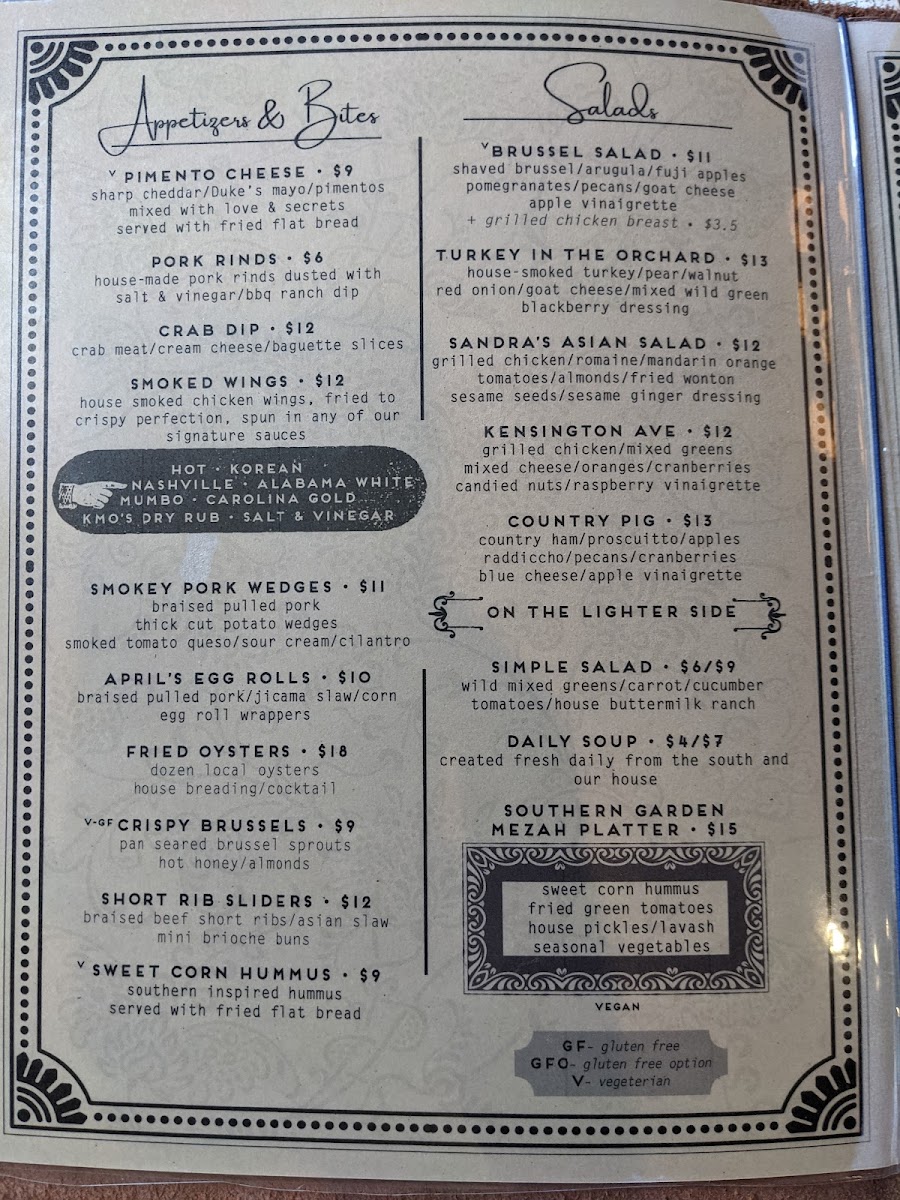 Appetizers & Bites
V PIMENTO CHEESE • $9
sharp cheddar/Duke's mayo/pimentos
mixed with love & secrets
served with fried flat bread
PORK RINDS • $6
house-made pork rinds dusted with
salt & vinegar/bbq ranch dip
CRAB DIP • $12
crab meat/cream cheese/baguette slices
SMOKED WINGS • $12
house smoked chicken wings, fried to
crispy perfection, spun in any of our
signature sauces
HOT • KOREAN
NASHVILLE • ALABAMA WHITE
MUMBO • CAROLINA GOLD
KMO'S DRY RUB • SALT & VINEGAR
SMOKEY PORK WEDGES • $11
braised pulled pork
thick cut potato wedges
smoked tomato queso/sour cream/cilantro
APRIL'S EGG ROLLS • $10
braised pulled pork/jicama slaw/corn
egg roll wrappers
FRIED OYSTERS • $18
dozen local oysters
house breading/cocktail
V-GF CRISPY BRUSSELS • $9
pan seared brussel sprouts
hot honey/almonds
SHORT RIB SLIDERS • $12
braised beef short ribs/asian slaw
mini brioche buns
V SWEET CORN HUMMUS • $9
southern inspired hummus
served with fried flat bread
Salads
V BRUSSEL SALAD • $11
shaved brussel/arugula/fuji apples
pomegranates/pecans/goat cheese
apple vinaigrette
+ grilled chicken breast • $3.5
TURKEY IN THE ORCHARD • $13
house-smoked turkey/pear/walnut
red onion/goat cheese/mixed wild green
blackberry dressing
SANDRA'S ASIAN SALAD • $12
grilled chicken/romaine/mandarin orange
tomatoes/almonds/fried wonton
sesame seeds/sesame ginger dressing
KENSINGTON AVE • $12
grilled chicken/mixed greens
mixed cheese/oranges/cranberries
candied nuts/raspberry vinaigrette
COUNTRY PIG • $13
country ham/proscuitto/apples
raddiccho/pecans/cranberries
blue cheese/apple vinaigrette
ON THE LIGHTER SIDE
SIMPLE SALAD • $6/$9
wild mixed greens/carrot/cucumber
tomatoes/house buttermilk ranch
DAILY SOUP • $4/$7
created fresh daily from the south and
our house
SOUTHERN GARDEN
MEZAH PLATTER • $15
sweet corn hummus
fried green tomatoes
house pickles/lavash
seasonal vegetables
VEGAN
GF- gluten free
GFO- gluten free option
V- vegeterian